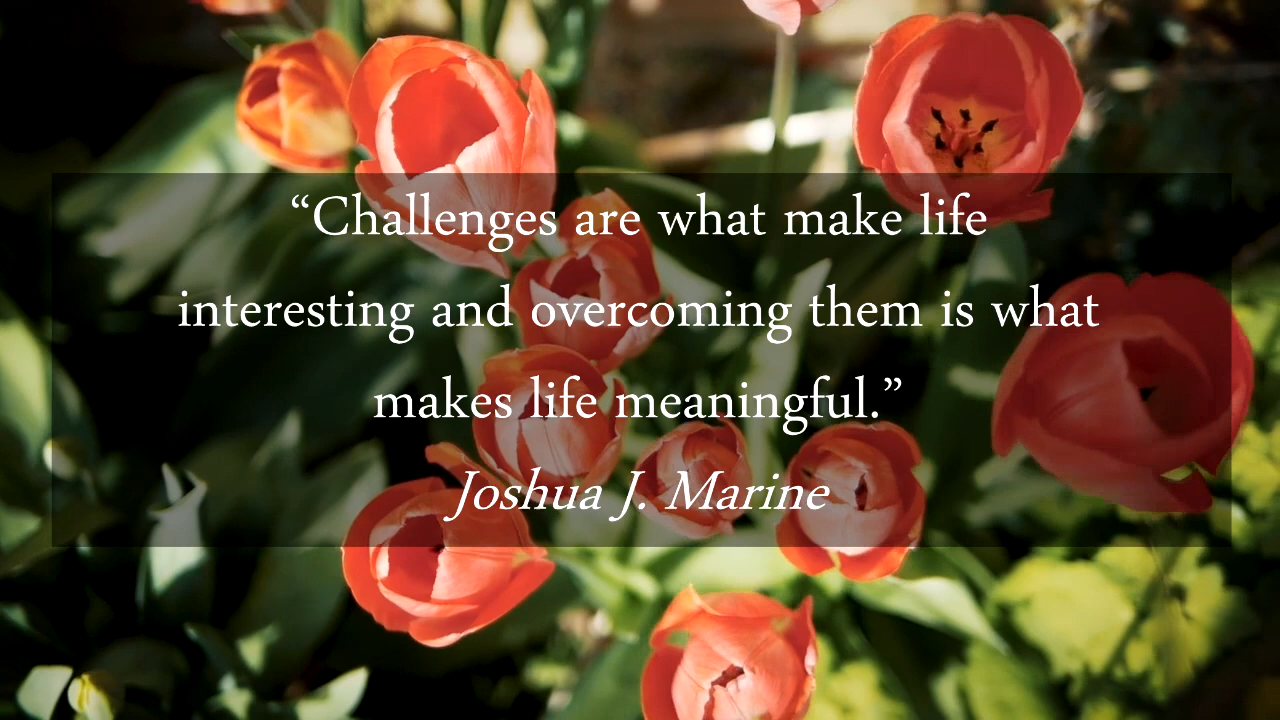 “Challenges are what make life
interesting and overcoming them is what
makes life meaningful.”
Joshua J. Marine